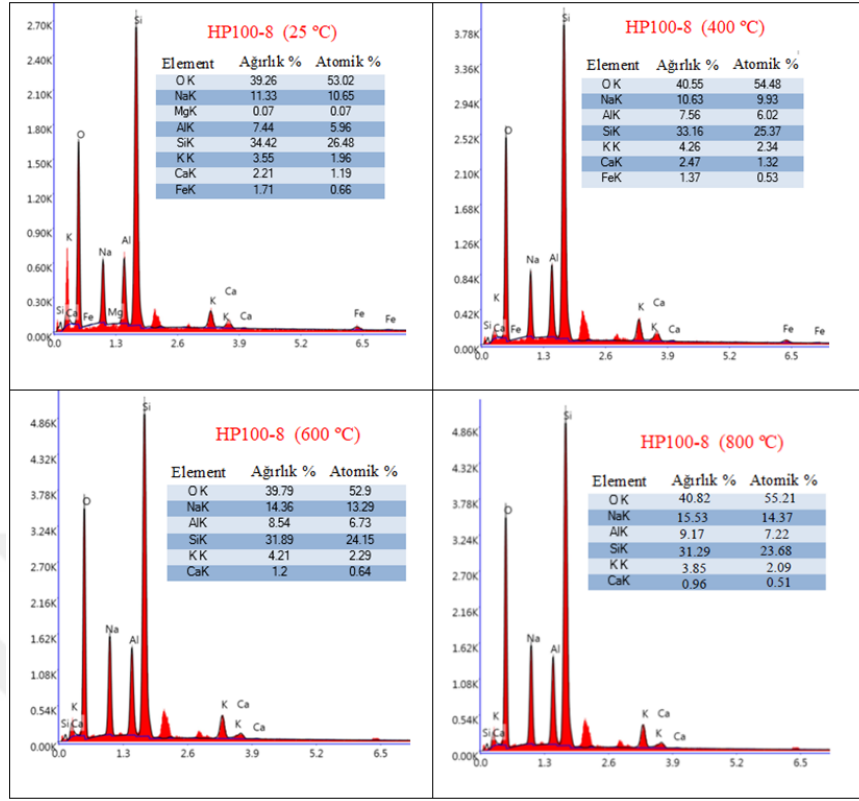 HP100-8 (25 ºC)
Element Ağırlık % Atomik %
O K 39.26 53.02
NaK 11.33 10.65
MgK 0.07 0.07
AlK 7.44 5.96
SiK 34.42 26.48
K K 3.55 1.96
CaK 2.21 1.19
FeK 1.71 0.66
2.70K
2.40K
2.10K
1.80K
1.50K
1.20K
0.90K
0.60K
0.30K
0.00K
Si
O
K
Na
Al
Si
Ca
Fe
Mg
K
Ca
K
Ca
Fe
Fe
0.0 1.3 2.6 3.9 5.2 6.5
HP100-8 (400 ºC)
Element Ağırlık % Atomik %
O K 40.55 54.48
NaK 10.63 9.93
AlK 7.56 6.02
SiK 33.16 25.37
K K 4.26 2.34
CaK 2.47 1.32
FeK 1.37 0.53
3.78K
3.36K
2.94K
2.52K
2.10K
1.68K
1.26K
0.84K
0.42K
0.00K
Si
O
K
Na
Al
Si
Ca
Fe
K
Ca
K
Ca
Fe
Fe
0.0 1.3 2.6 3.9 5.2 6.5
HP100-8 (600 ºC)
Element Ağırlık % Atomik %
O K 39.79 52.9
NaK 14.36 13.29
AlK 8.54 6.73
SiK 31.89 24.15
K K 4.21 2.29
CaK 1.2 0.64
4.86K
4.32K
3.78K
3.24K
2.70K
2.16K
1.62K
1.08K
0.54K
0.00K
Si
O
Na
Al
K
Si
Ca
K
Ca
K
Ca
0.0 1.3 2.6 3.9 5.2 6.5
HP100-8 (800 ºC)
Element Ağırlık % Atomik %
O K 40.82 55.21
NaK 15.53 14.37
AlK 9.17 7.22
SiK 31.29 23.68
K K 3.85 2.09
CaK 0.96 0.51
4.86K
4.32K
3.78K
3.24K
2.70K
2.16K
1.62K
1.08K
0.54K
0.00K
Si
O
Na
Al
K
Si
Ca
K
Ca
K
Ca
0.0 1.3 2.6 3.9 5.2 6.5